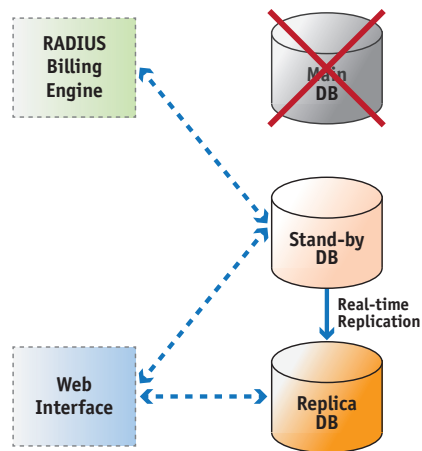 RADIUS
Billing
Engine
Main
DB
Stand-by
DB
Real-time
Replication
Web
Interface
Replica
DB